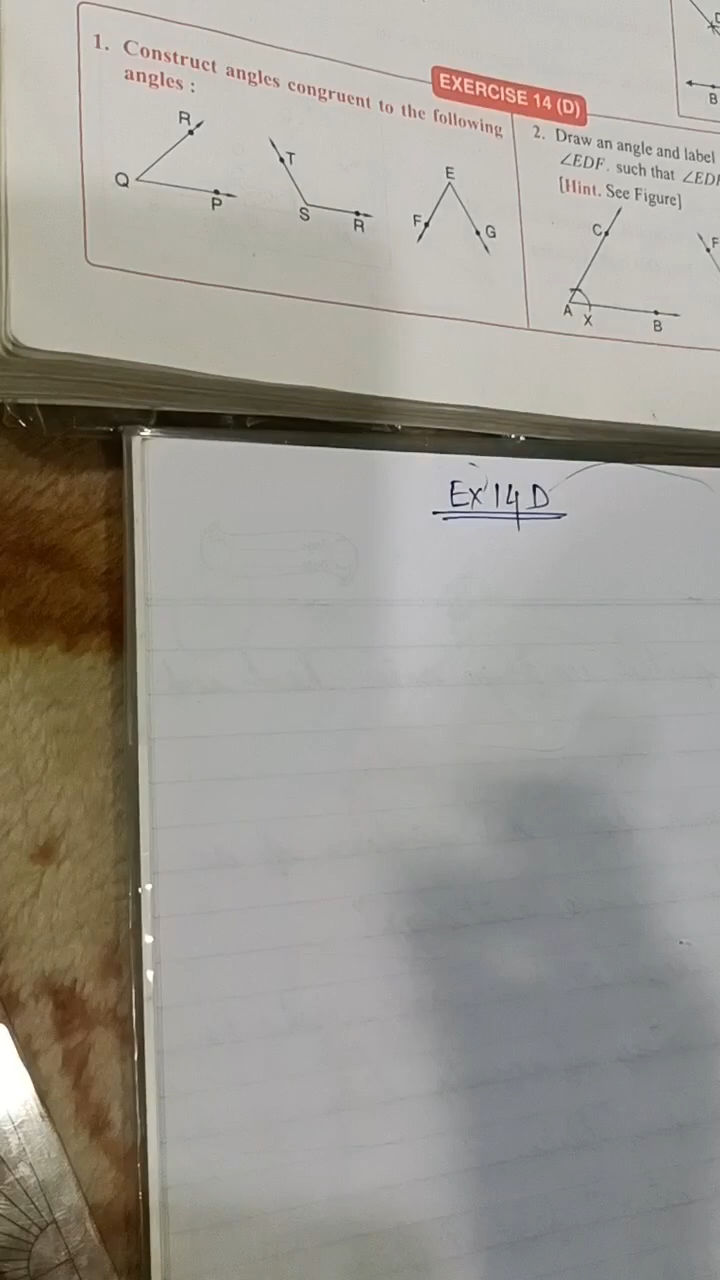 EXERCISE 14 (D)
1. Construct angles congruent to the following
angles :
R
Q
P
T
S
R
E
F
G
2. Draw an angle and label
∠EDF. such that
[Hint. See Figure]
C
A
X
B
F
B
Ex 14 D